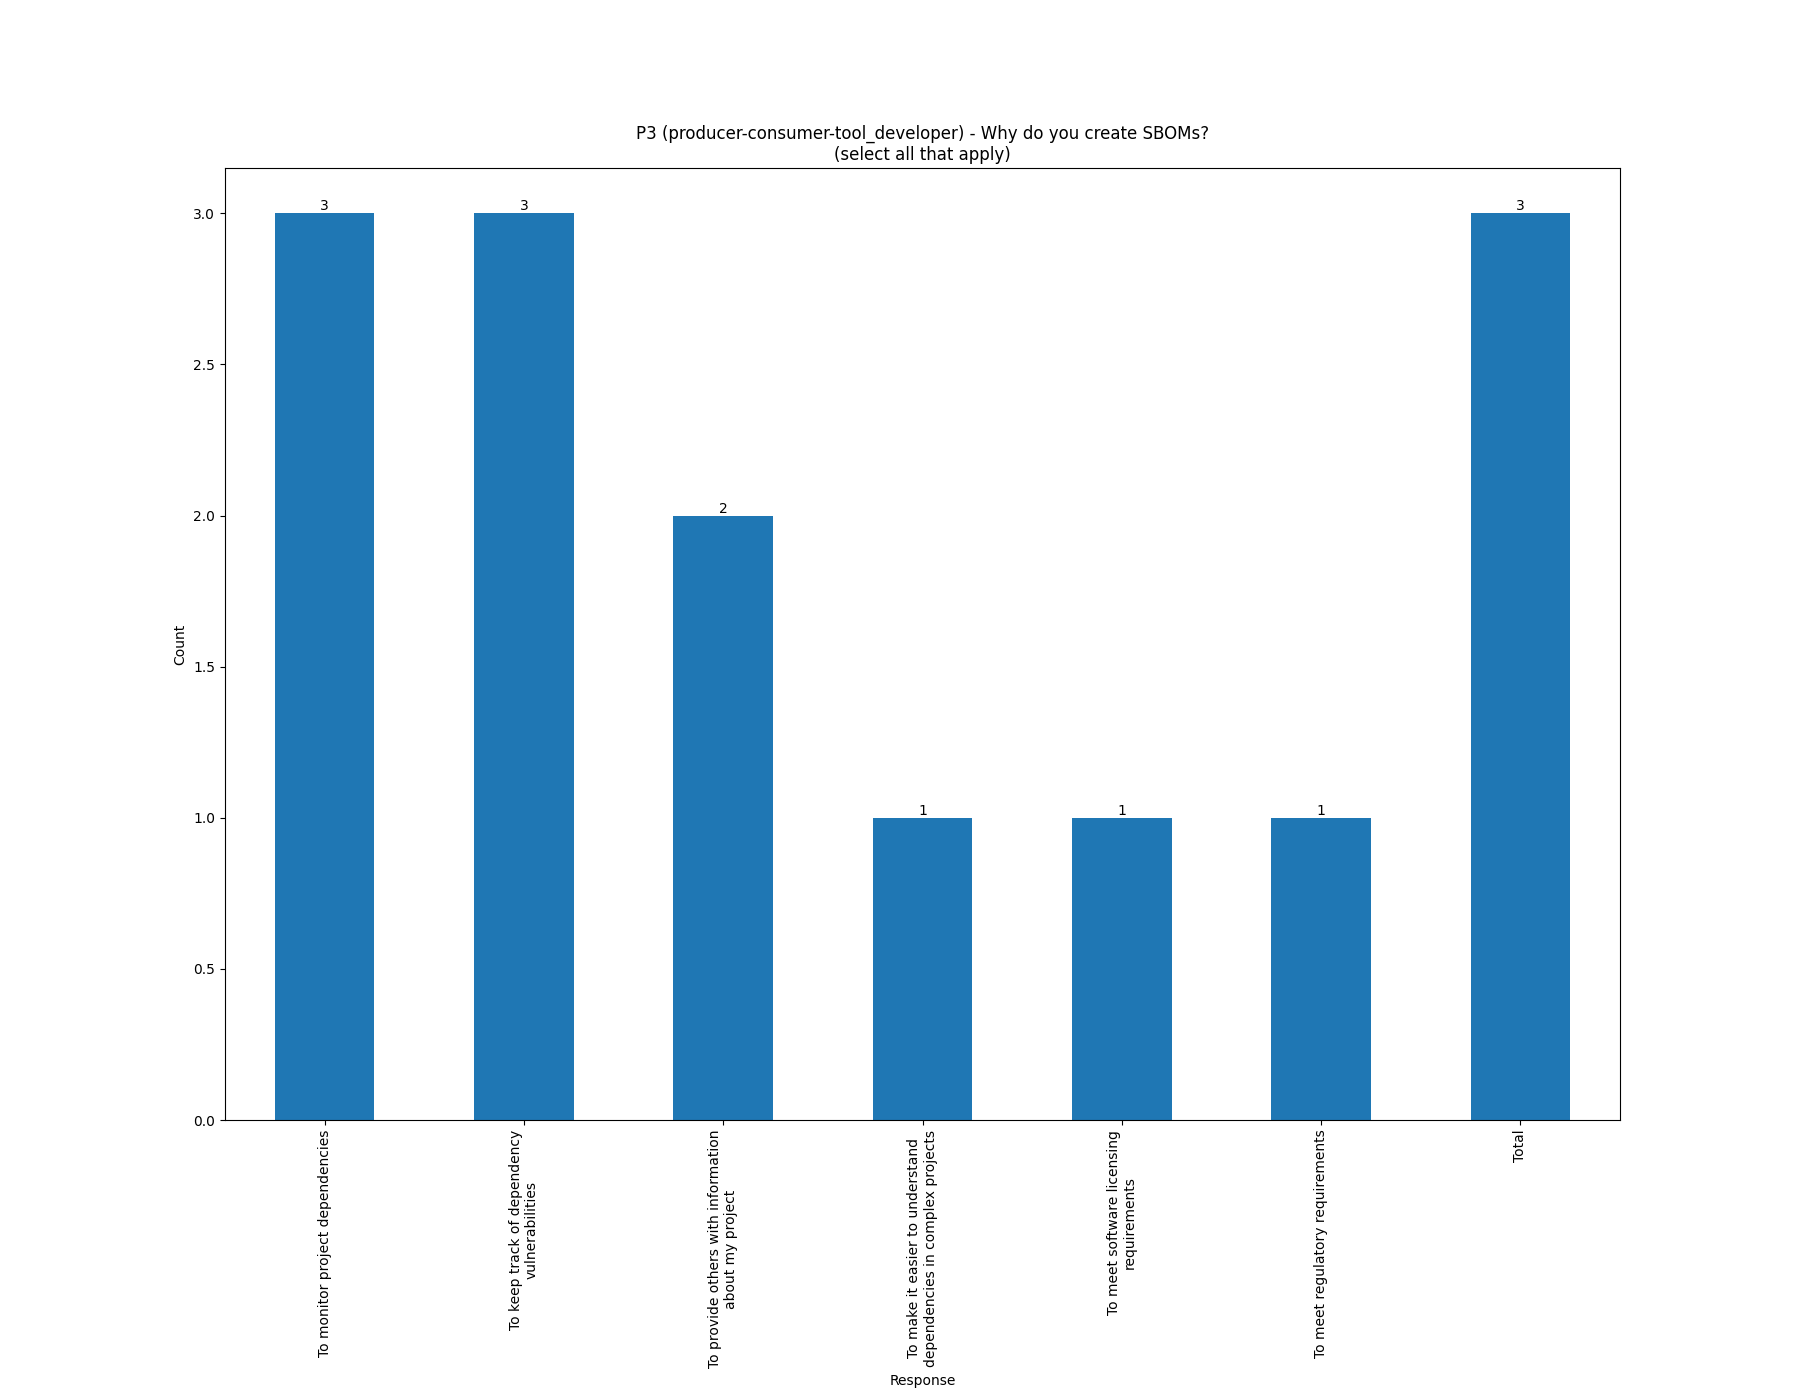 P3 (producer-consumer-tool_developer) - Why do you create SBOMs?
(select all that apply)
3
3
2
1
1
1
3
3.0
2.5
2.0
1.5
1.0
0.5
0.0
Count
To monitor project dependencies
To keep track of dependency
vulnerabilities
To provide others with information
about my project
To make it easier to understand
dependencies in complex projects
To meet software licensing
requirements
To meet regulatory requirements
Total
Response